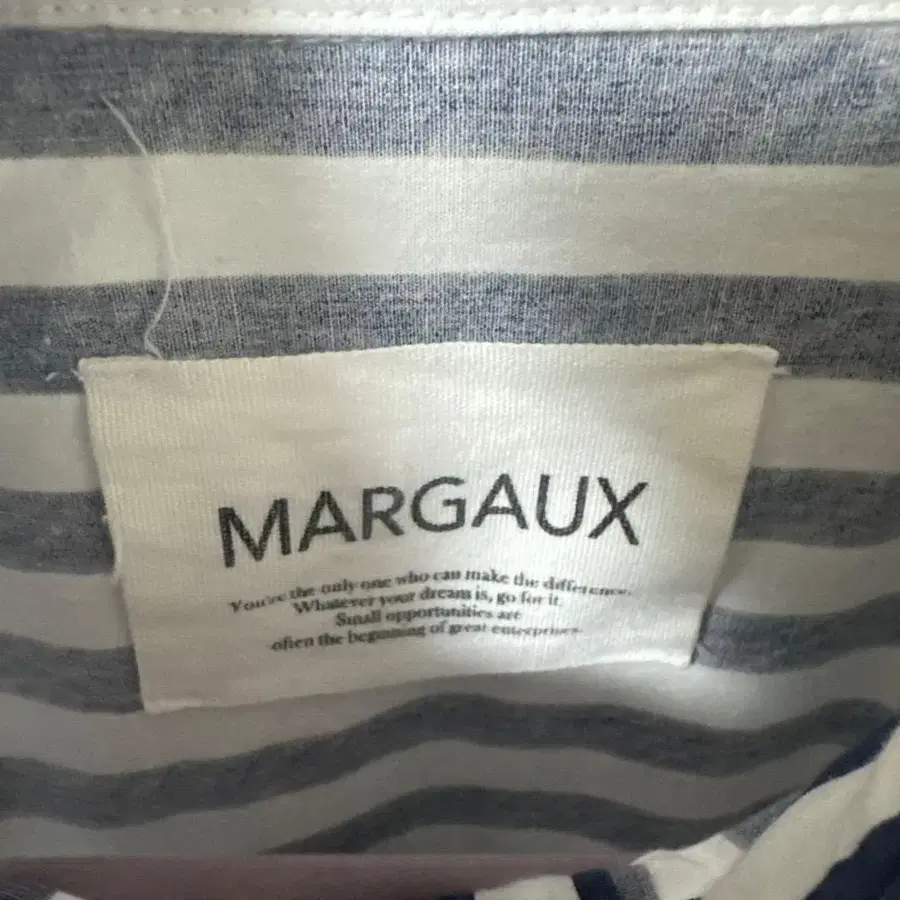 MARGAUX
You're the only one who can make the difference.
Whatever your dream is, go for it.
Small opportunities are
often the beginning of great enterprises.